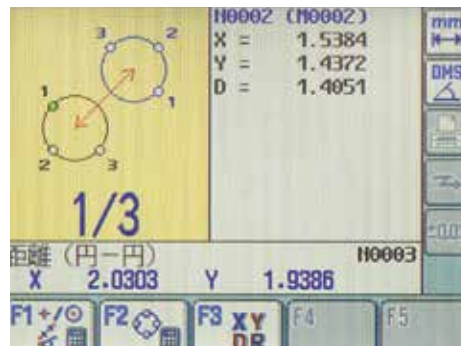 N0002 (M0002)
X = 1.5384
Y = 1.4372
D = 1.4051
3
2
1
1
2
3
1/3
距離 (円ー円)
N0003
X 2.0303 Y 1.9386
mm
DMS
F1 +/
F2
F3 XY
DR
F4
F5